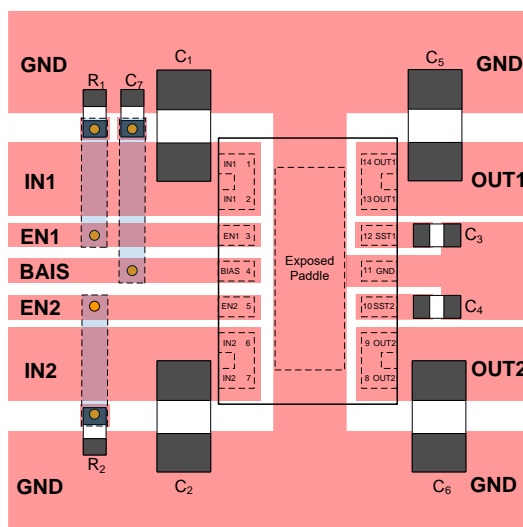 C1
C5
GND
R1
C7
GND
IN1
IN1 1
14 OUT1
OUT1
IN1 2
13 OUT1
EN1
EN1 3
12 SST1
C3
BAIS
BIAS 4
Exposed
Paddle
11 GND
EN2
EN2 5
10 SST2
C4
IN2
IN2 6
9 OUT2
OUT2
IN2 7
8 OUT2
R2
GND
C2
C6
GND